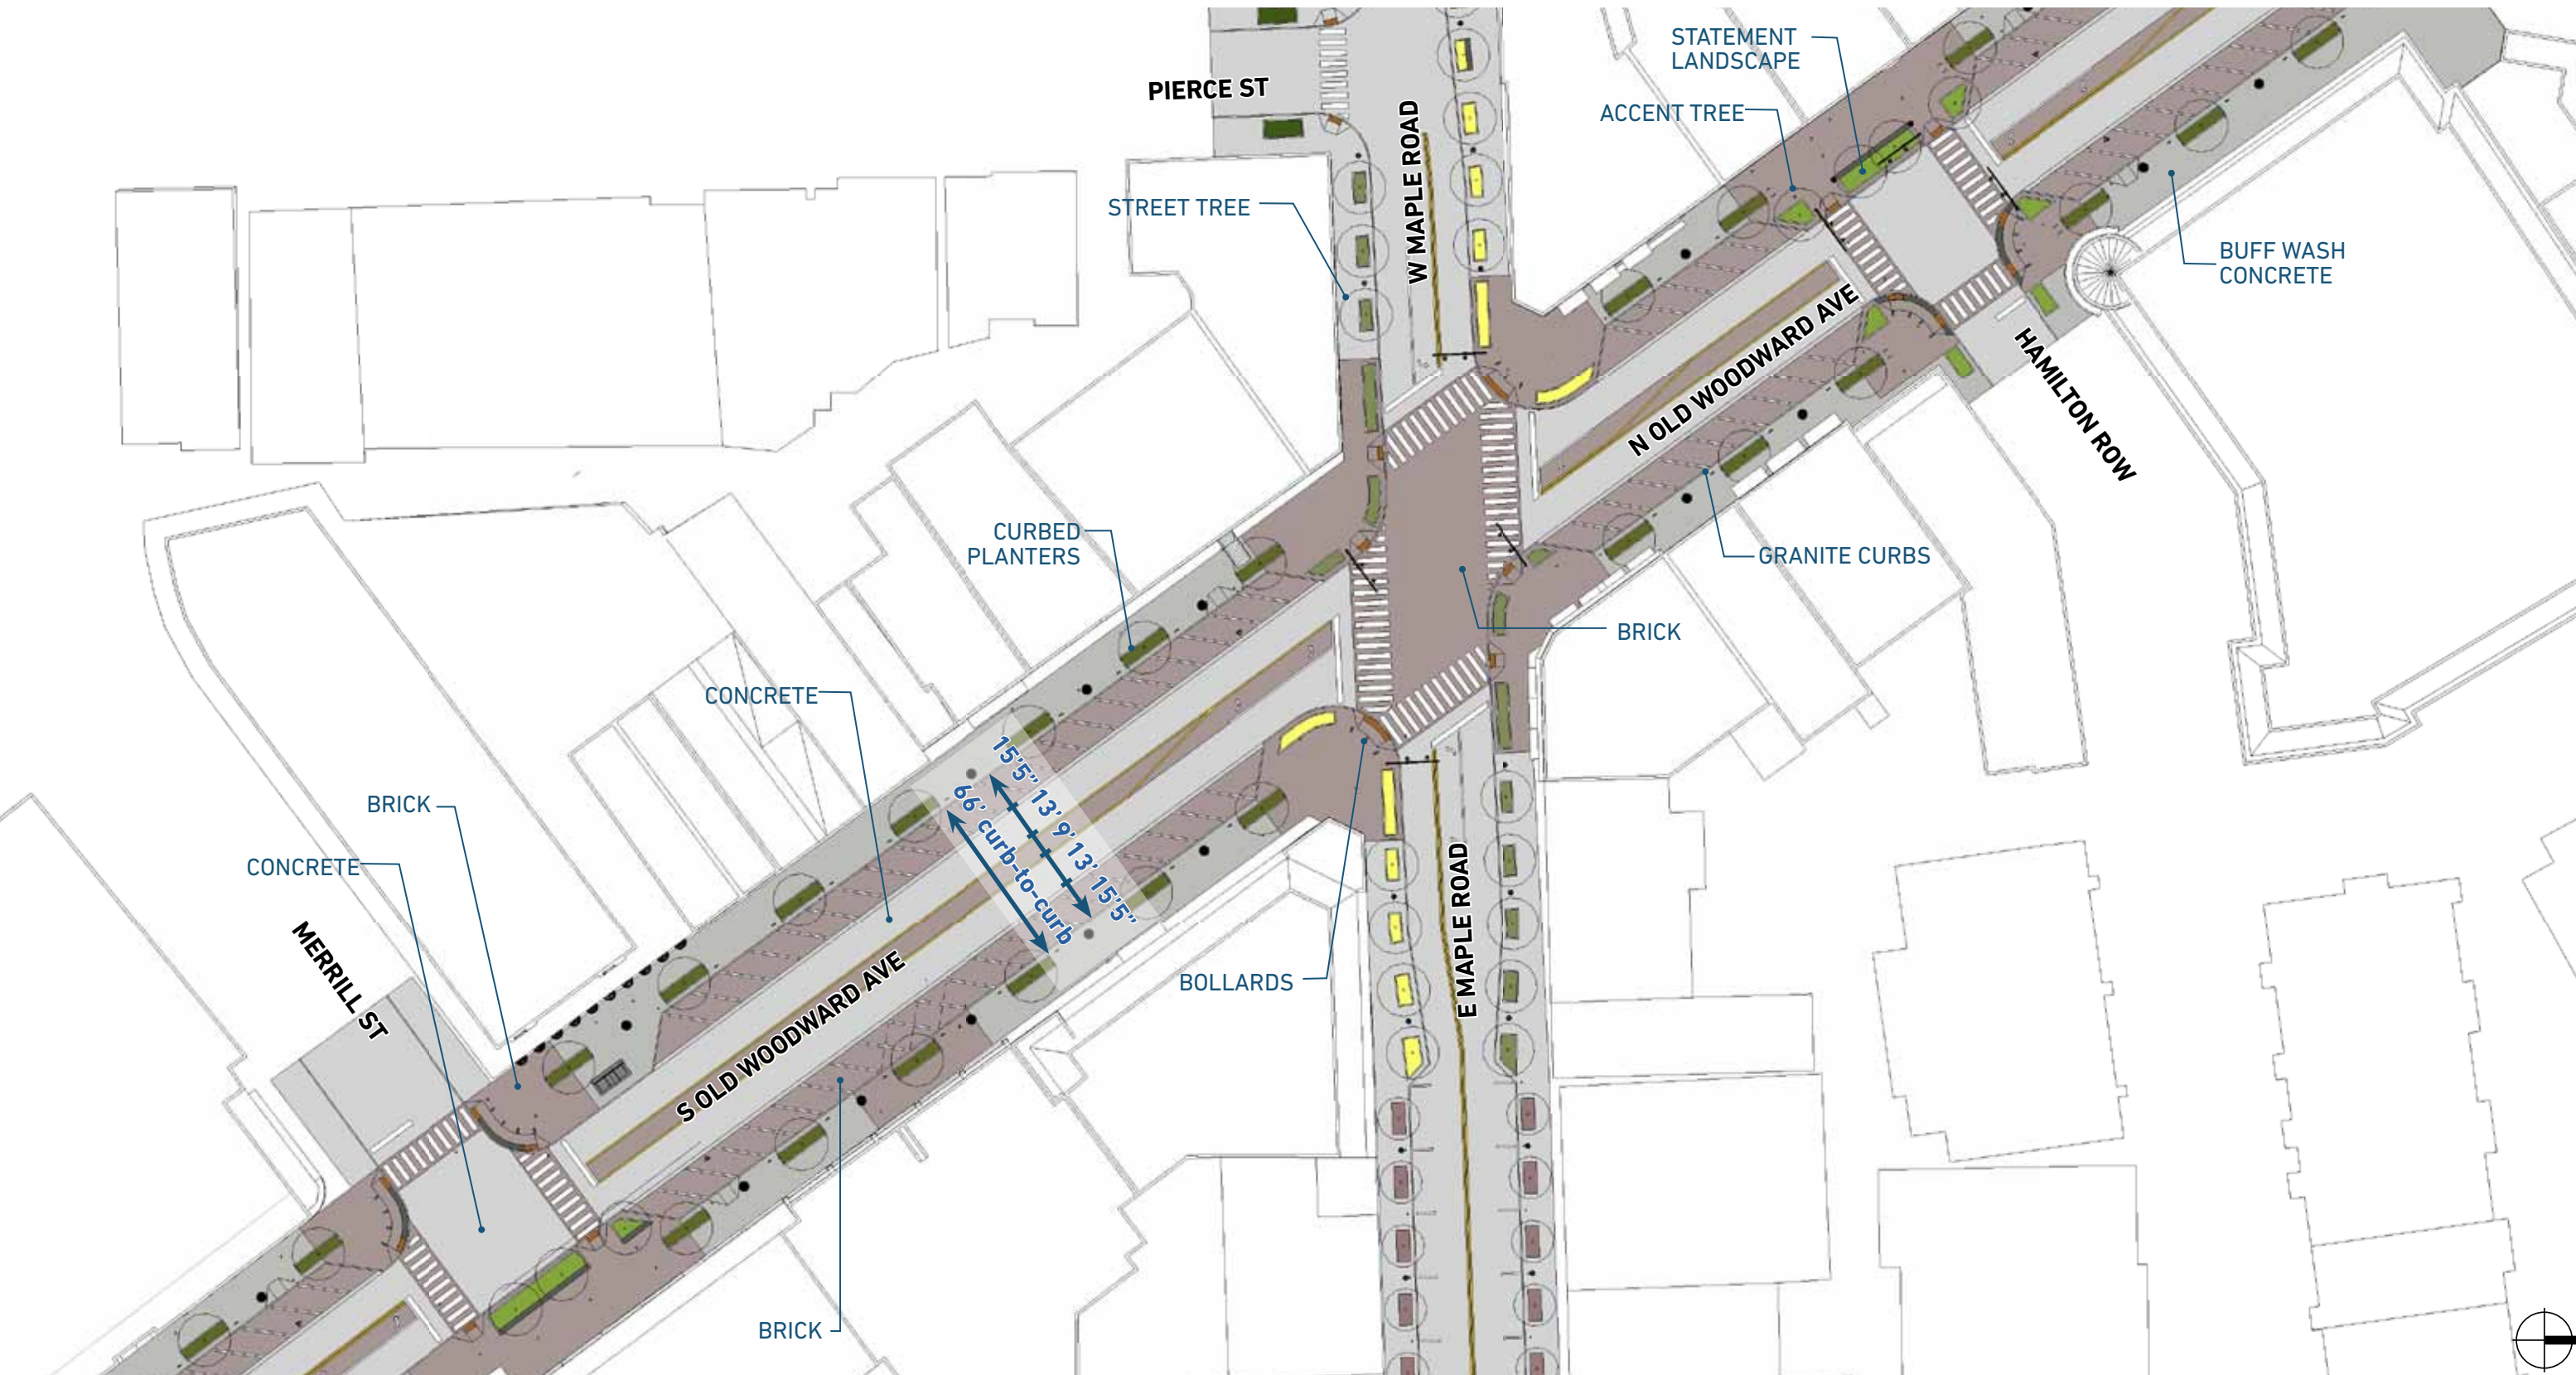 STATEMENT
LANDSCAPE
PIERCE ST
ACCENT TREE
W MAPLE ROAD
STREET TREE
BUFF WASH
CONCRETE
N OLD WOODWARD AVE
HAMILTON ROW
CURBED
PLANTERS
GRANITE CURBS
BRICK
CONCRETE
15'5" 13' 9' 13' 15'5"
66' curb-to-curb
BRICK
CONCRETE
E MAPLE ROAD
MERRILL ST
S OLD WOODWARD AVE
BOLLARDS
BRICK